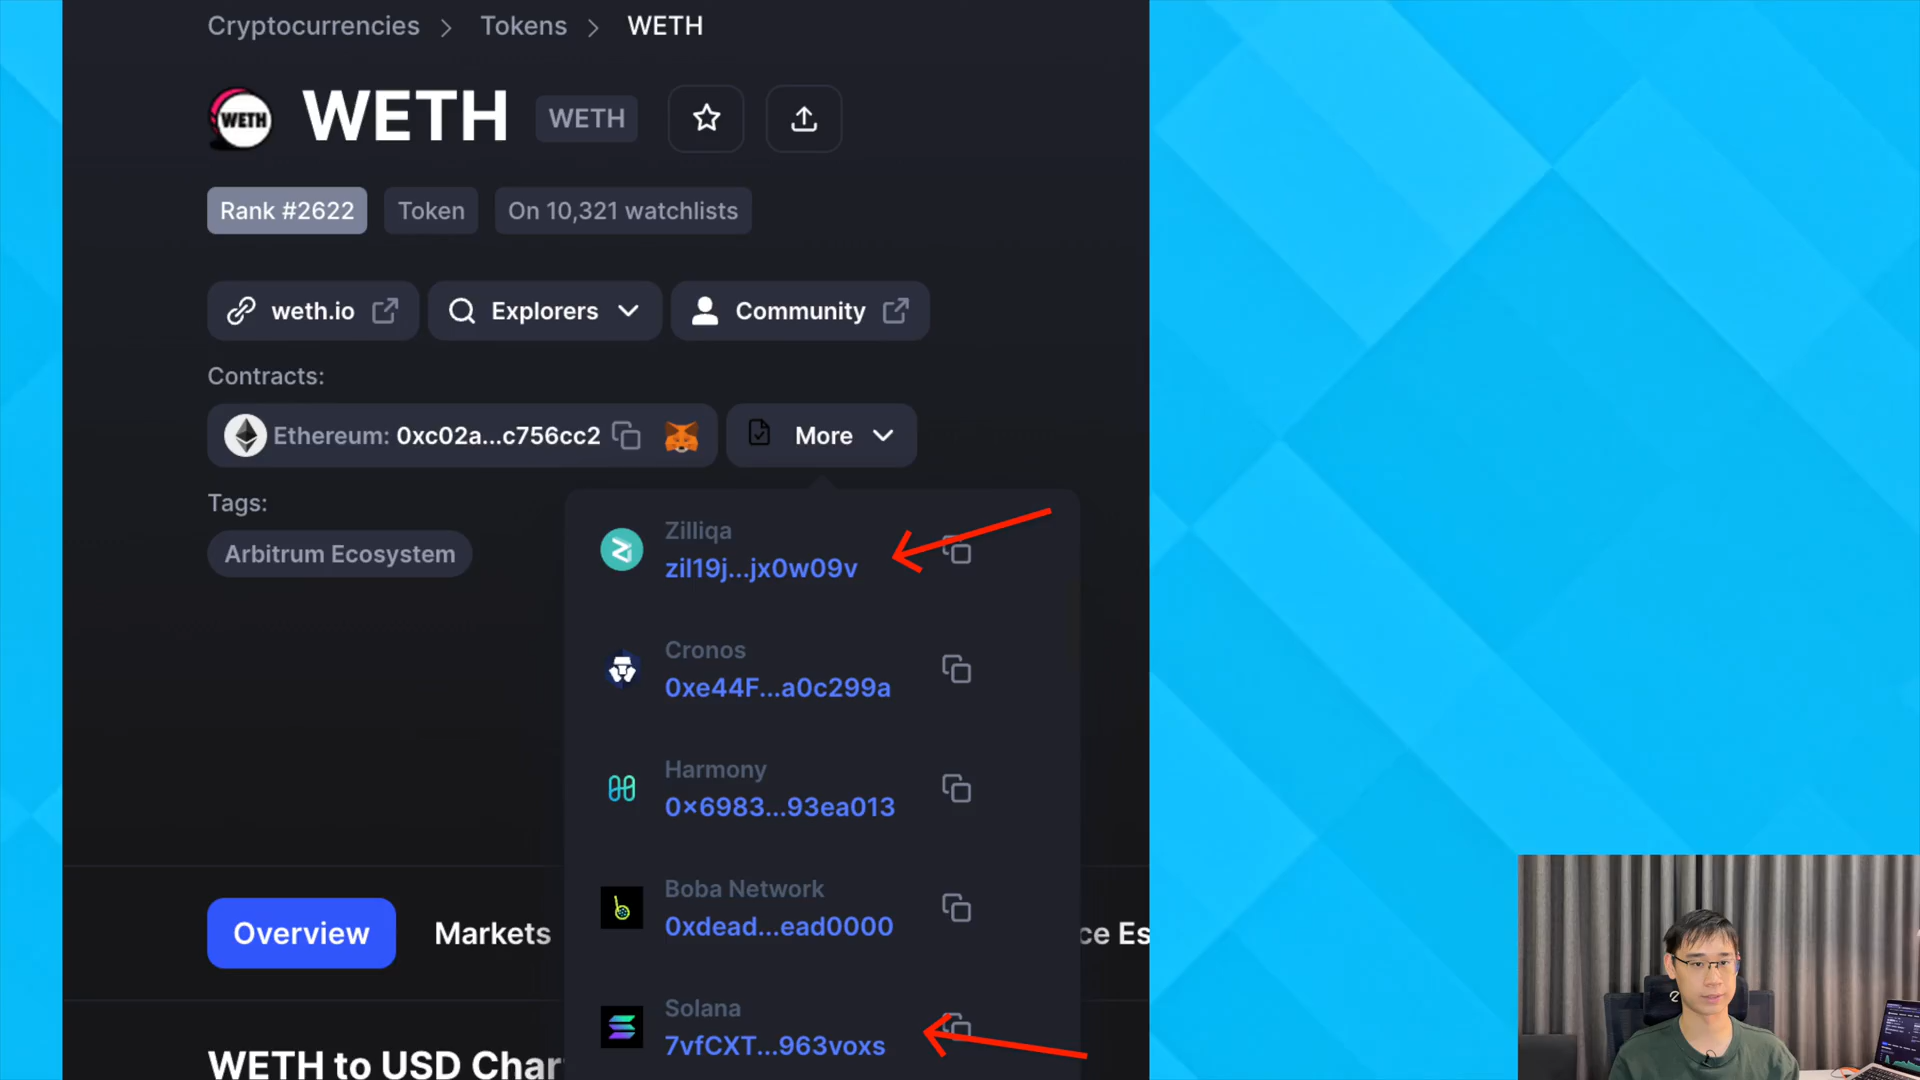 Cryptocurrencies > Tokens > WETH
WETH WETH WETH
Rank #2622 Token On 10,321 watchlists
weth.io Explorers Community
Contracts:
Ethereum: 0xc02a...c756cc2 More
Tags:
Arbitrum Ecosystem
Zilliqa
zil19j...jx0w09v
Cronos
0xe44F...a0c299a
Harmony
0x6983...93ea013
Boba Network
0xdead...ead0000
Solana
7vfCXT...963voxs
Overview Markets ce Es
WETH to USD Char